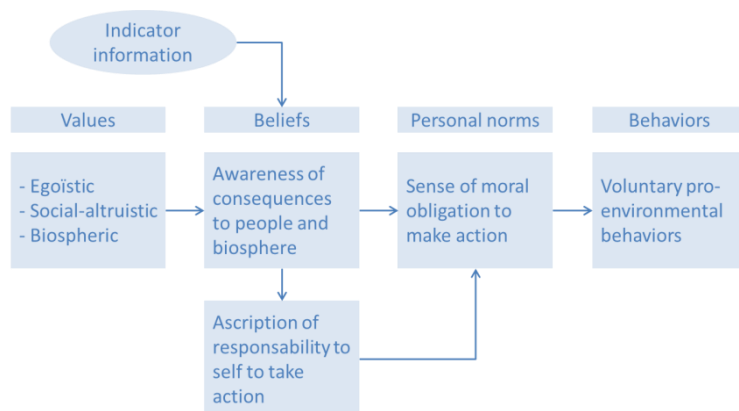 Indicator
information
Values
Beliefs
Personal norms
Behaviors
- Egoïstic
- Social-altruistic
- Biospheric
Awareness of
consequences
to people and
biosphere
Sense of moral
obligation to
make action
Voluntary pro-
environmental
behaviors
Ascription of
responsability to
self to take
action